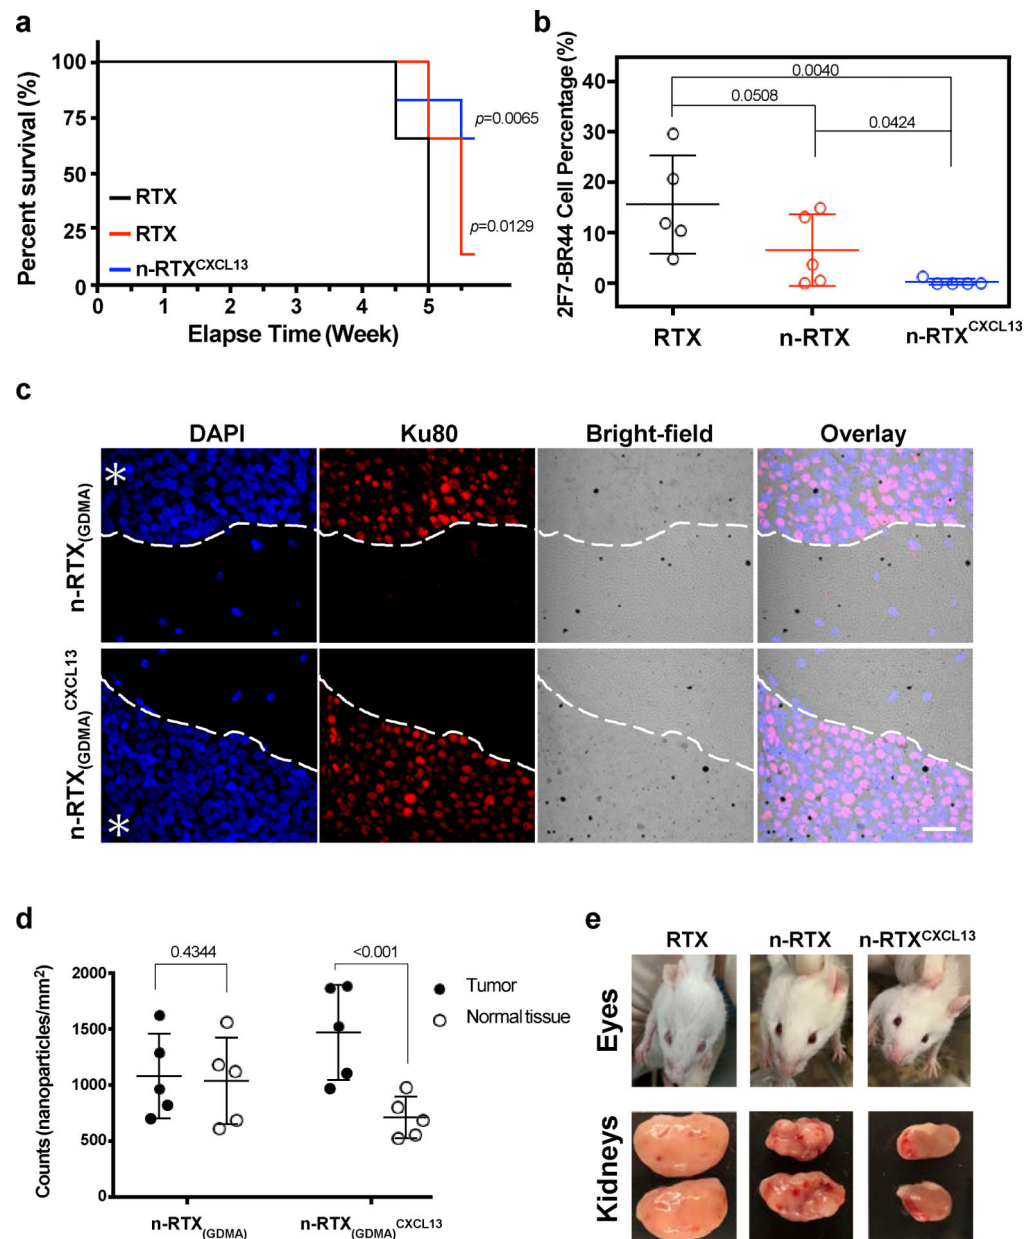 a
Percent survival (%)
100
75
50
25
0
0 1 2 3 4 5 6
Elapse Time (Week)
RTX
RTX
n-RTX^CXCL13
p=0.0065
p=0.0129
b
2F7-BR44 Cell Percentage (%)
40
30
20
10
0
0.0040
0.0508
0.0424
RTX n-RTX n-RTX^CXCL13
c
DAPI Ku80 Bright-field Overlay
n-RTX(GDMA)
*
n-RTX(GDMA)^CXCL13
*
d
Counts (nanoparticles/mm²)
2000
1500
1000
500
0
0.4344
<0.001
Tumor
Normal tissue
n-RTX(GDMA) n-RTX(GDMA)^CXCL13
e
RTX n-RTX n-RTX^CXCL13
Eyes
Kidneys